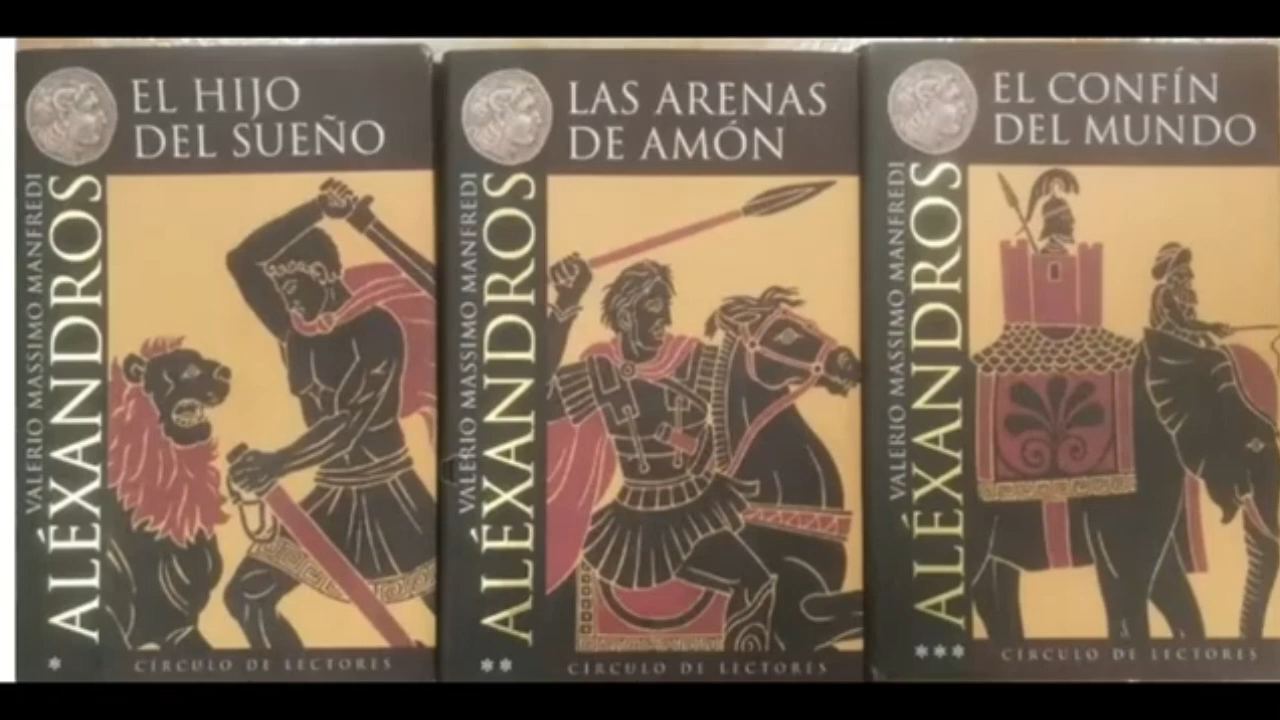 EL HIJO
DEL SUEÑO
VALERIO MASSIMO MANFREDI
ALÉXANDROS
*
CÍRCULO DE LECTORES
LAS ARENAS
DE AMÓN
VALERIO MASSIMO MANFREDI
ALÉXANDROS
**
CÍRCULO DE LECTORES
EL CONFÍN
DEL MUNDO
VALERIO MASSIMO MANFREDI
ALÉXANDROS
***
CÍRCULO DE LECTORES